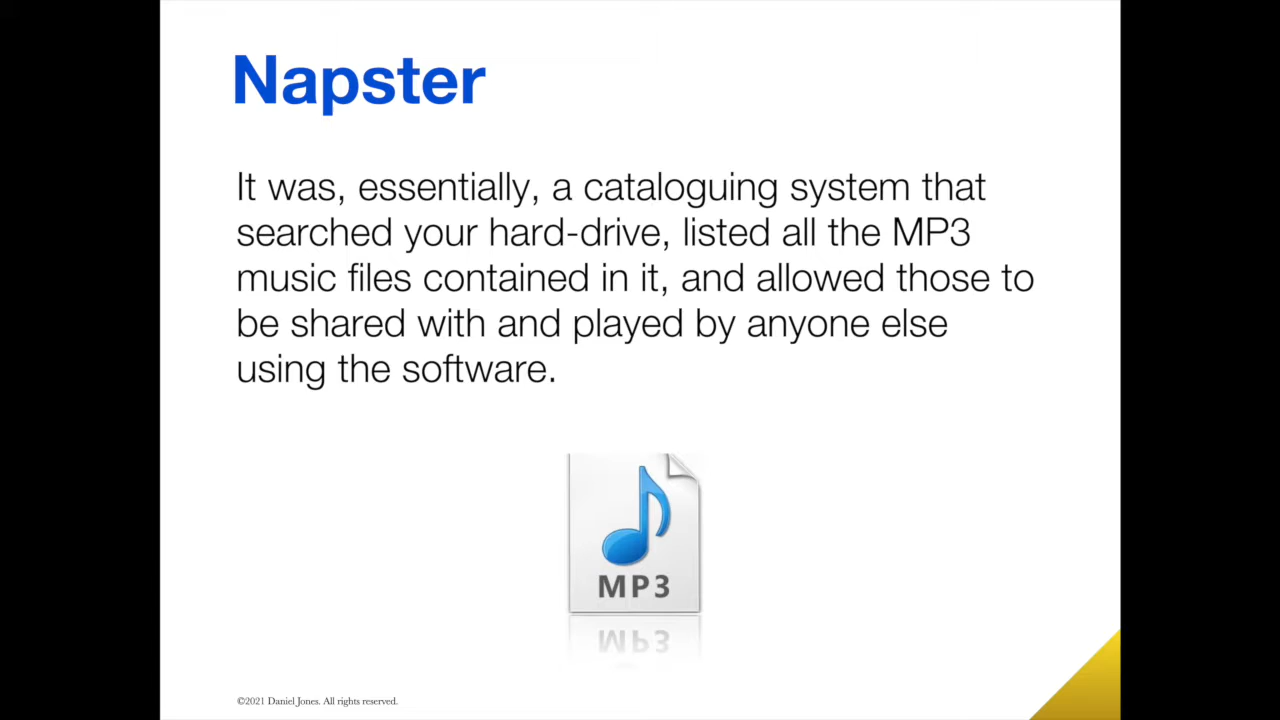 Napster
It was, essentially, a cataloguing system that
searched your hard-drive, listed all the MP3
music files contained in it, and allowed those to
be shared with and played by anyone else
using the software.
MP3
©2021 Daniel Jones. All rights reserved.